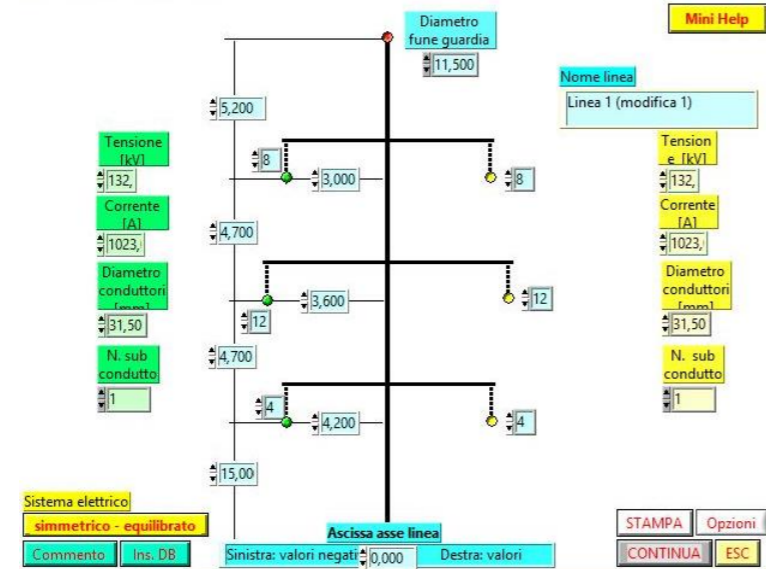 Diametro
fune guardia
11,500
Mini Help
Nome linea
Linea 1 (modifica 1)
5,200
Tensione
[kV]
132,
8
3,000
8
Tension
e [kV]
132,
Corrente
[A]
1023,
4,700
Corrente
[A]
1023,
Diametro
conduttori
[mm]
31,50
3,600
12
12
Diametro
conduttori
[mm]
31,50
N. sub
condutto
1
4,700
N. sub
condutto
1
4
4,200
4
15,00
Sistema elettrico
simmetrico - equilibrato
Commento
Ins. DB
Ascissa asse linea
Sinistra: valori negati
0,000
Destra: valori
STAMPA
Opzioni
CONTINUA
ESC